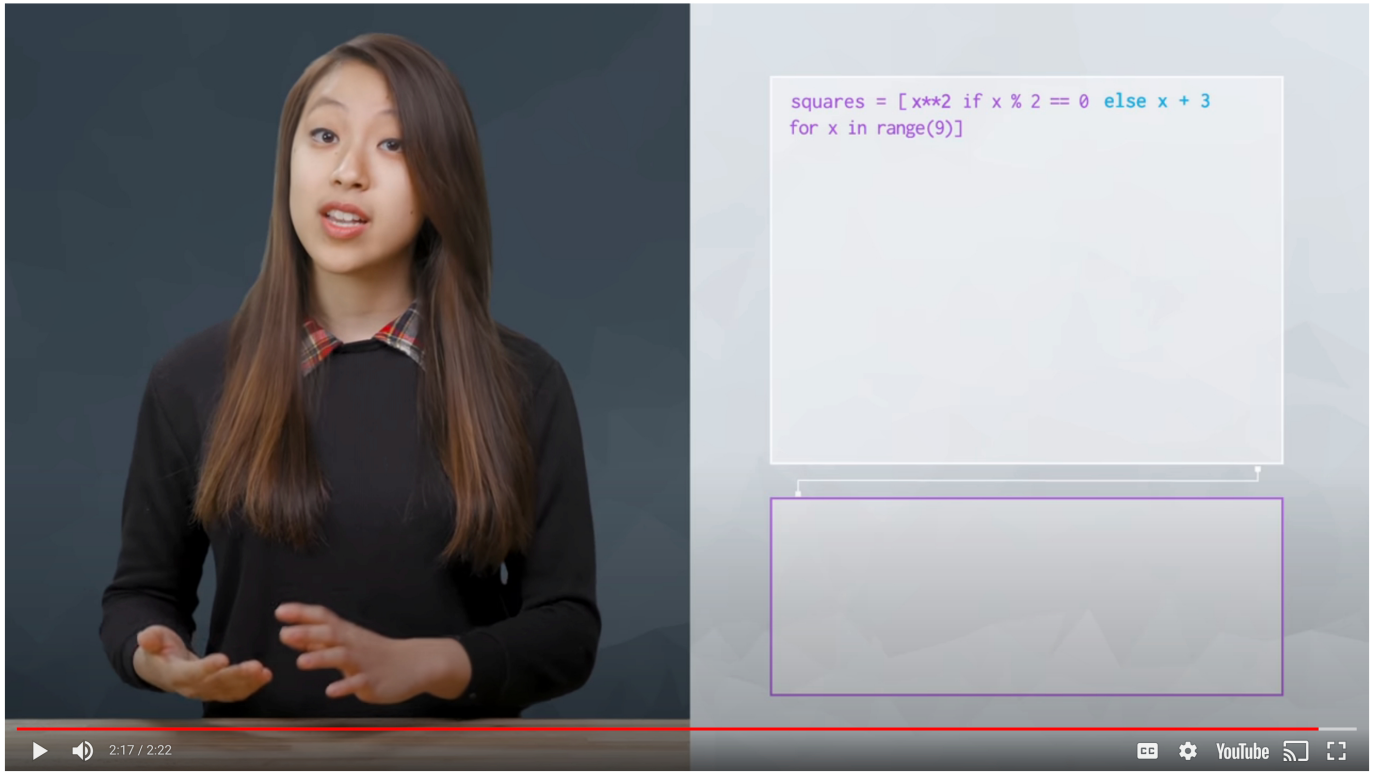 squares = [ x**2 if x % 2 == 0 else x + 3
for x in range(9)]
2:17 / 2:22
CC
YouTube